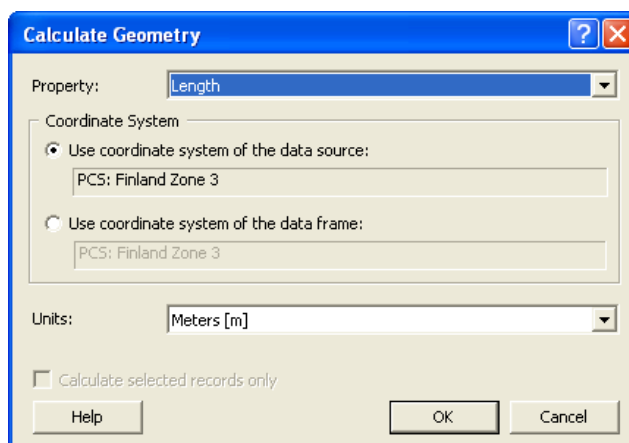 Calculate Geometry
Property: Length
Coordinate System
Use coordinate system of the data source:
PCS: Finland Zone 3
Use coordinate system of the data frame:
PCS: Finland Zone 3
Units: Meters [m]
Calculate selected records only
Help OK Cancel